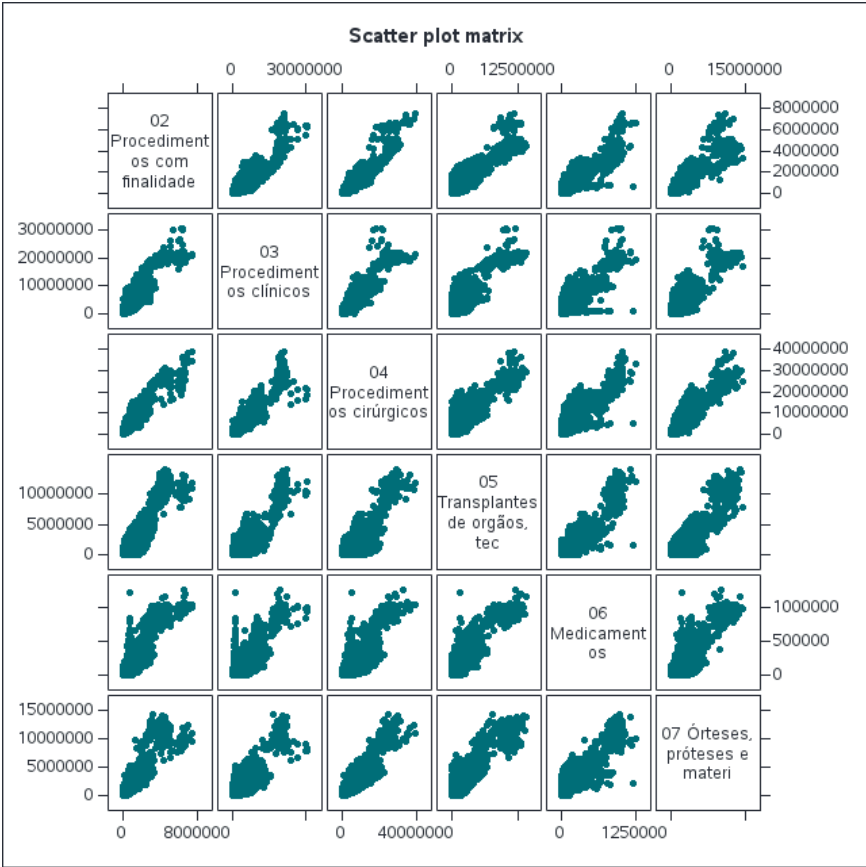 Scatter plot matrix
0 30000000 0 12500000 0 15000000
02
Procediment
os com
finalidade
8000000
6000000
4000000
2000000
0
30000000
20000000
10000000
0
03
Procediment
os clínicos
04
Procediment
os cirúrgicos
40000000
30000000
20000000
10000000
0
10000000
5000000
0
05
Transplantes
de orgãos,
tec
06
Medicament
os
1000000
500000
0
15000000
10000000
5000000
0
07 Órteses,
próteses e
materi
0 8000000 0 40000000 0 1250000